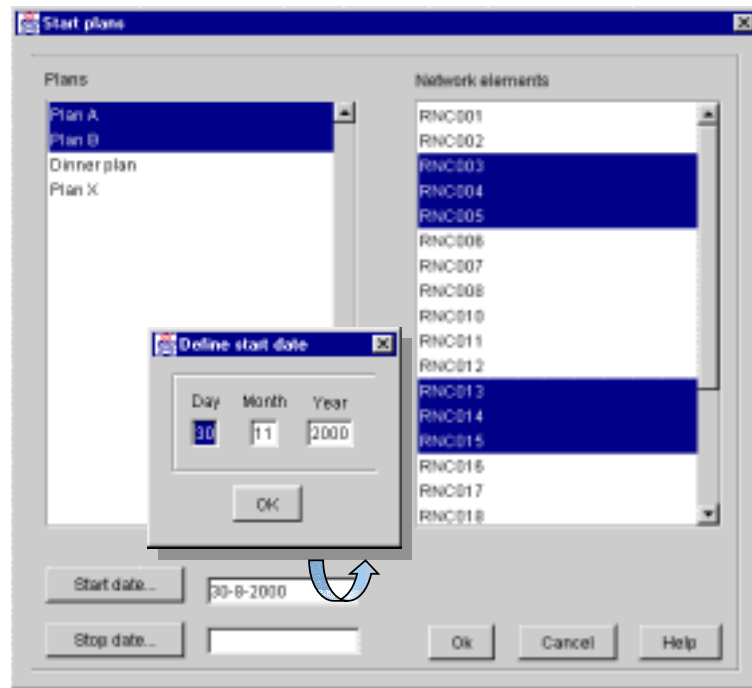 Start plans
Plans
Plan A
Plan B
Dinner plan
Plan X
Network elements
RNC001
RNC002
RNC003
RNC004
RNC005
RNC006
RNC007
RNC008
RNC010
RNC011
RNC012
RNC013
RNC014
RNC015
RNC016
RNC017
RNC018
Define start date
Day Month Year
30 11 2000
OK
Start date... 30-8-2000
Stop date...
Ok Cancel Help